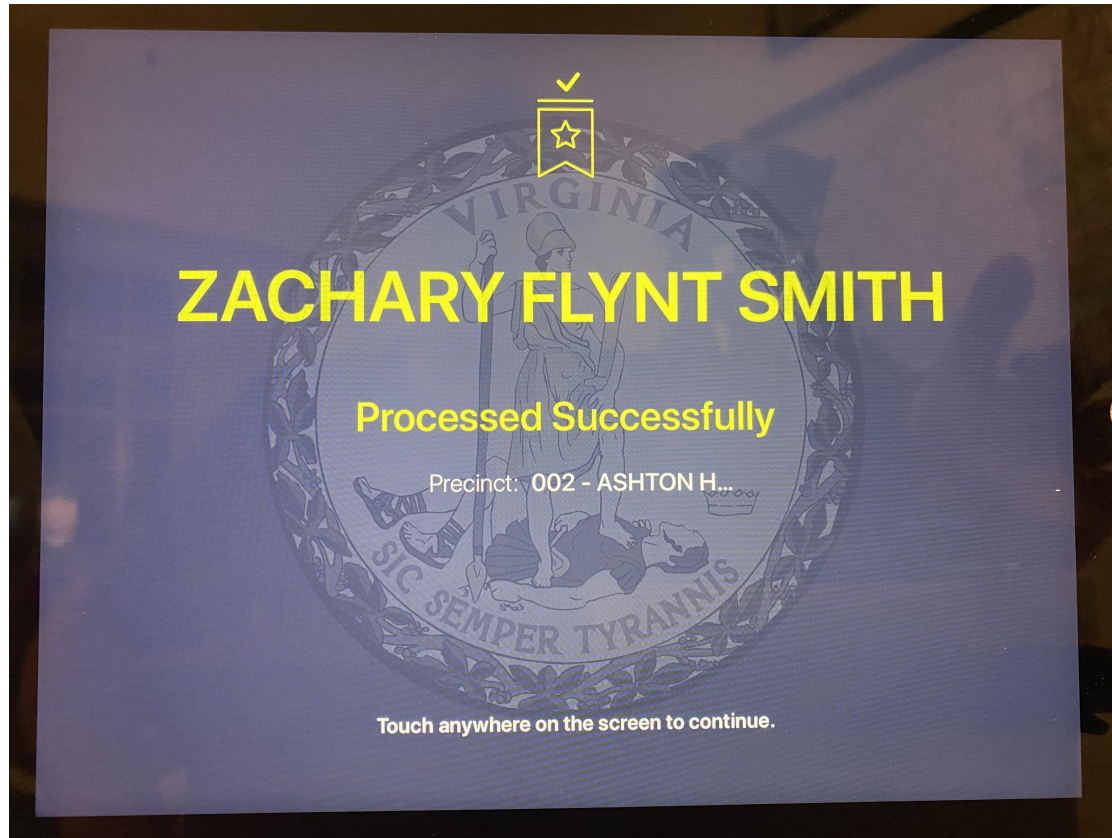 VIRGINIA
ZACHARY FLYNT SMITH
Processed Successfully
Precinct: 002 - ASHTON H...
SIC SEMPER TYRANNIS
Touch anywhere on the screen to continue.